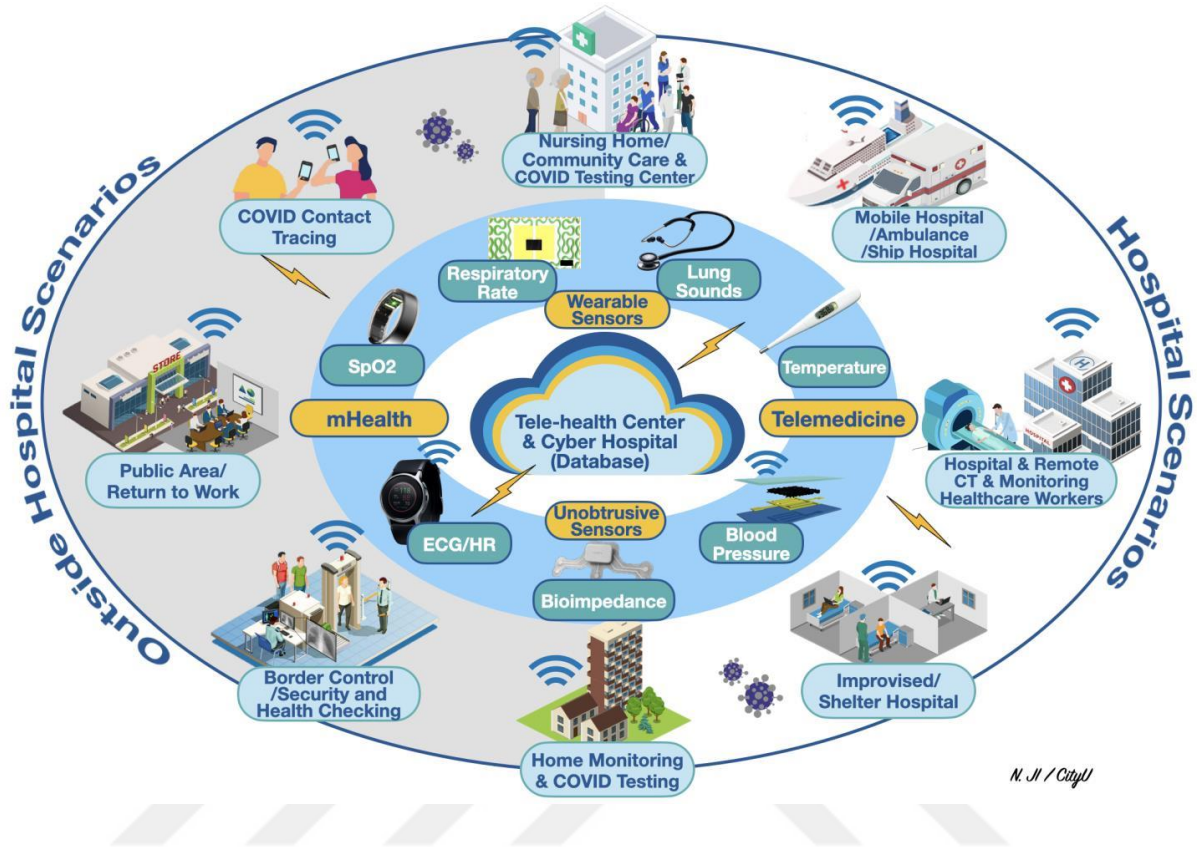 Outside Hospital Scenarios
Hospital Scenarios
Nursing Home/
Community Care &
COVID Testing Center
COVID Contact
Tracing
Mobile Hospital
/Ambulance
/Ship Hospital
Respiratory
Rate
Lung
Sounds
Wearable
Sensors
SpO2
Temperature
STORE
mHealth
Tele-health Center
& Cyber Hospital
(Database)
Telemedicine
H
HOSPITAL
Public Area/
Return to Work
Hospital & Remote
CT & Monitoring
Healthcare Workers
Unobtrusive
Sensors
ECG/HR
Blood
Pressure
Bioimpedance
Border Control
/Security and
Health Checking
Improvised/
Shelter Hospital
Home Monitoring
& COVID Testing
N. JI / CityU